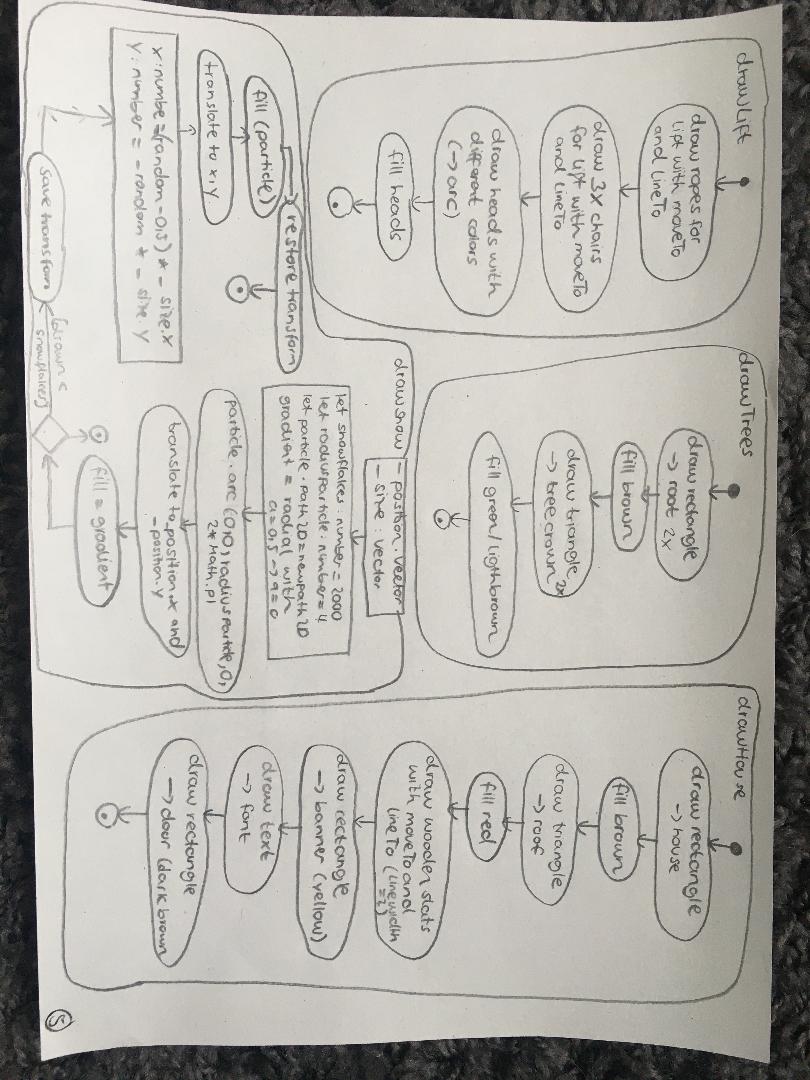 drawLift
draw ropes for
lift with moveTo
and lineTo
draw 3x chairs
for lift with moveTo
and lineTo
draw heads with
different colors
(→ arc)
fill heads
drawTrees
draw rectangle
→ root 2x
fill brown
draw triangle
→ tree crown 2x
fill green/ligthbrown
drawHouse
draw rectangle
→ house
fill brown
draw triangle
→ roof
fill red
draw wooden slats
with moveTo and
lineTo (linewidth
=2)
draw rectangle
→ banner (yellow)
draw text
→ font
draw rectangle
→ door (dark brown
drawSnow
_ position: vector
_ size: vector
let snowflakes: number = 2000
let radiusParticle: number = 4
let particle: path2D = newpath2D
gradient = radial with
a=0,5 → a=0
particle.arc (0,0, radiusParticle, 0,
2* Math.PI
translate to _position.x and
_position.y
fill = gradient
[drawn <
snowflakes]
save transfom
x: numbe = (random - 0,5) * _ size.x
y: number = - random * _ size.y
translate to x,y.
fill (particle)
restore transform
5